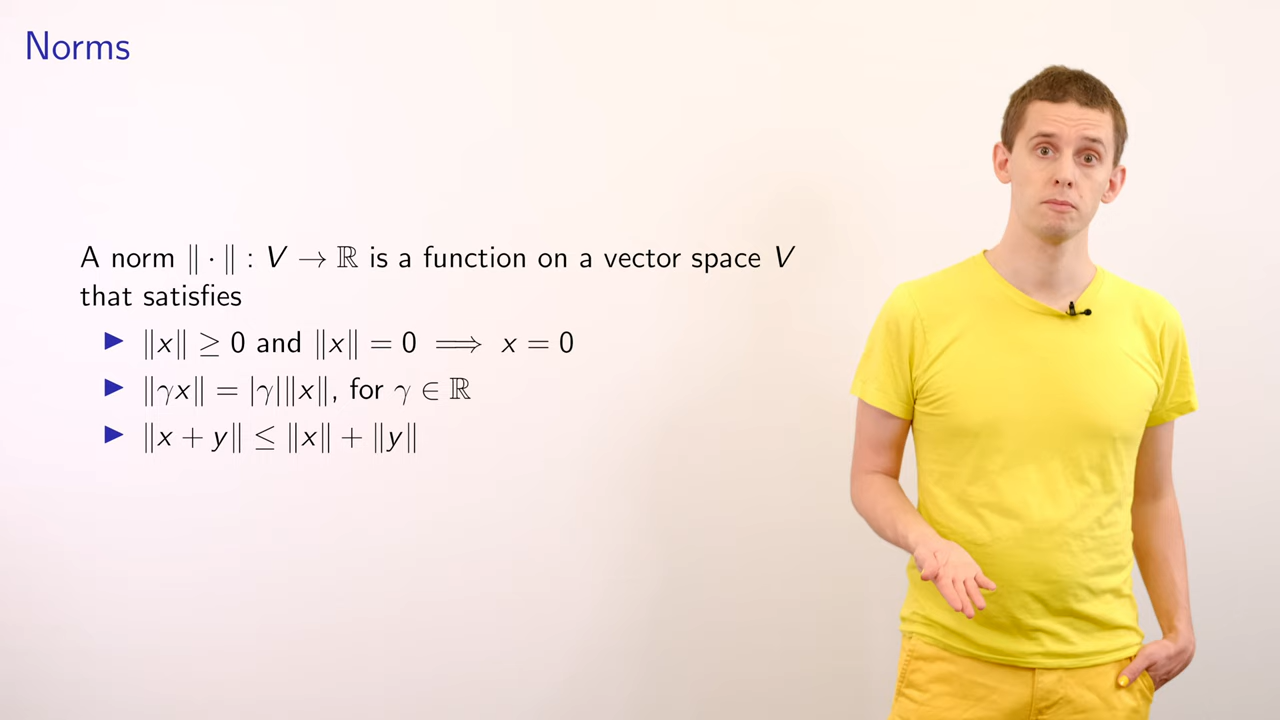 Norms
A norm ‖ · ‖ : V → ℝ is a function on a vector space V
that satisfies
▶ ‖x‖ ≥ 0 and ‖x‖ = 0 ⟹ x = 0
▶ ‖γx‖ = |γ|‖x‖, for γ ∈ ℝ
▶ ‖x + y‖ ≤ ‖x‖ + ‖y‖